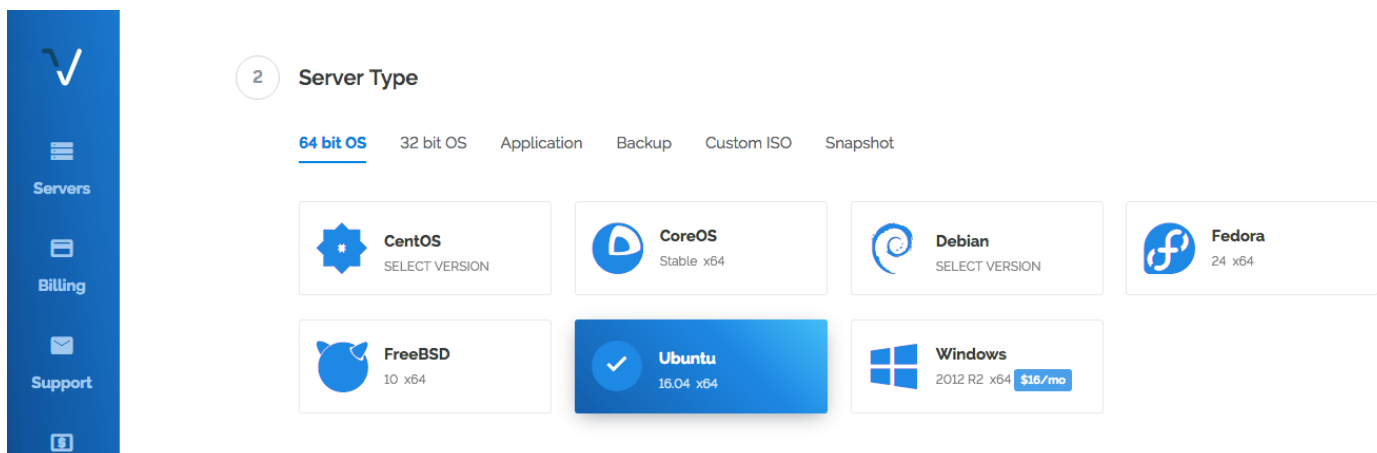 2 Server Type
64 bit OS 32 bit OS Application Backup Custom ISO Snapshot
Servers
CentOS
SELECT VERSION
CoreOS
Stable x64
Debian
SELECT VERSION
Fedora
24 x64
Billing
FreeBSD
10 x64
Ubuntu
16.04 x64
Windows
2012 R2 x64 $16/mo
Support